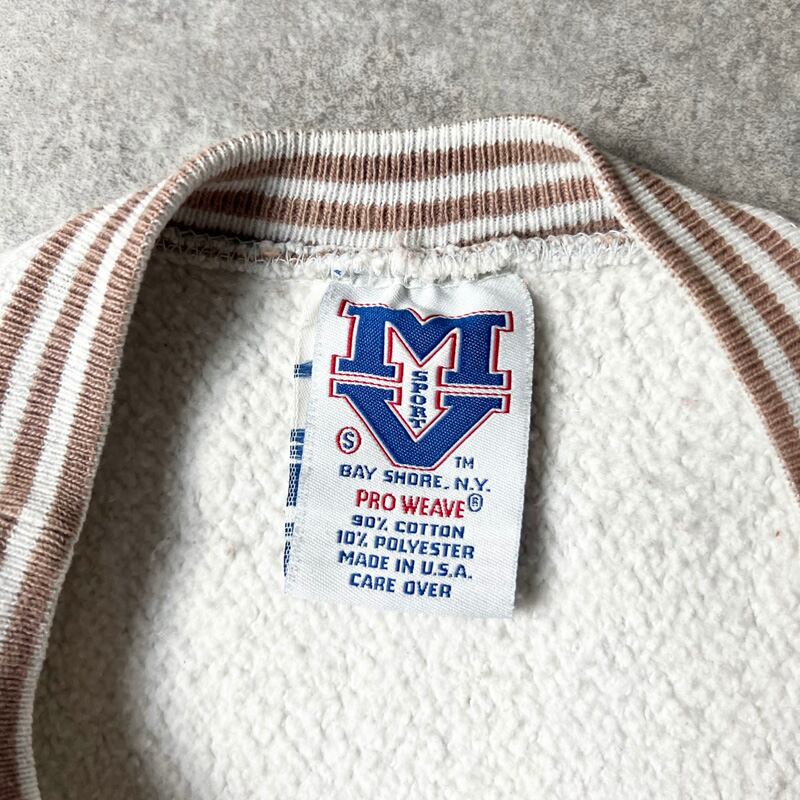 MV
SPORT
S
TM
BAY SHORE, N.Y.
PRO WEAVE®
90% COTTON
10% POLYESTER
MADE IN U.S.A.
CARE OVER